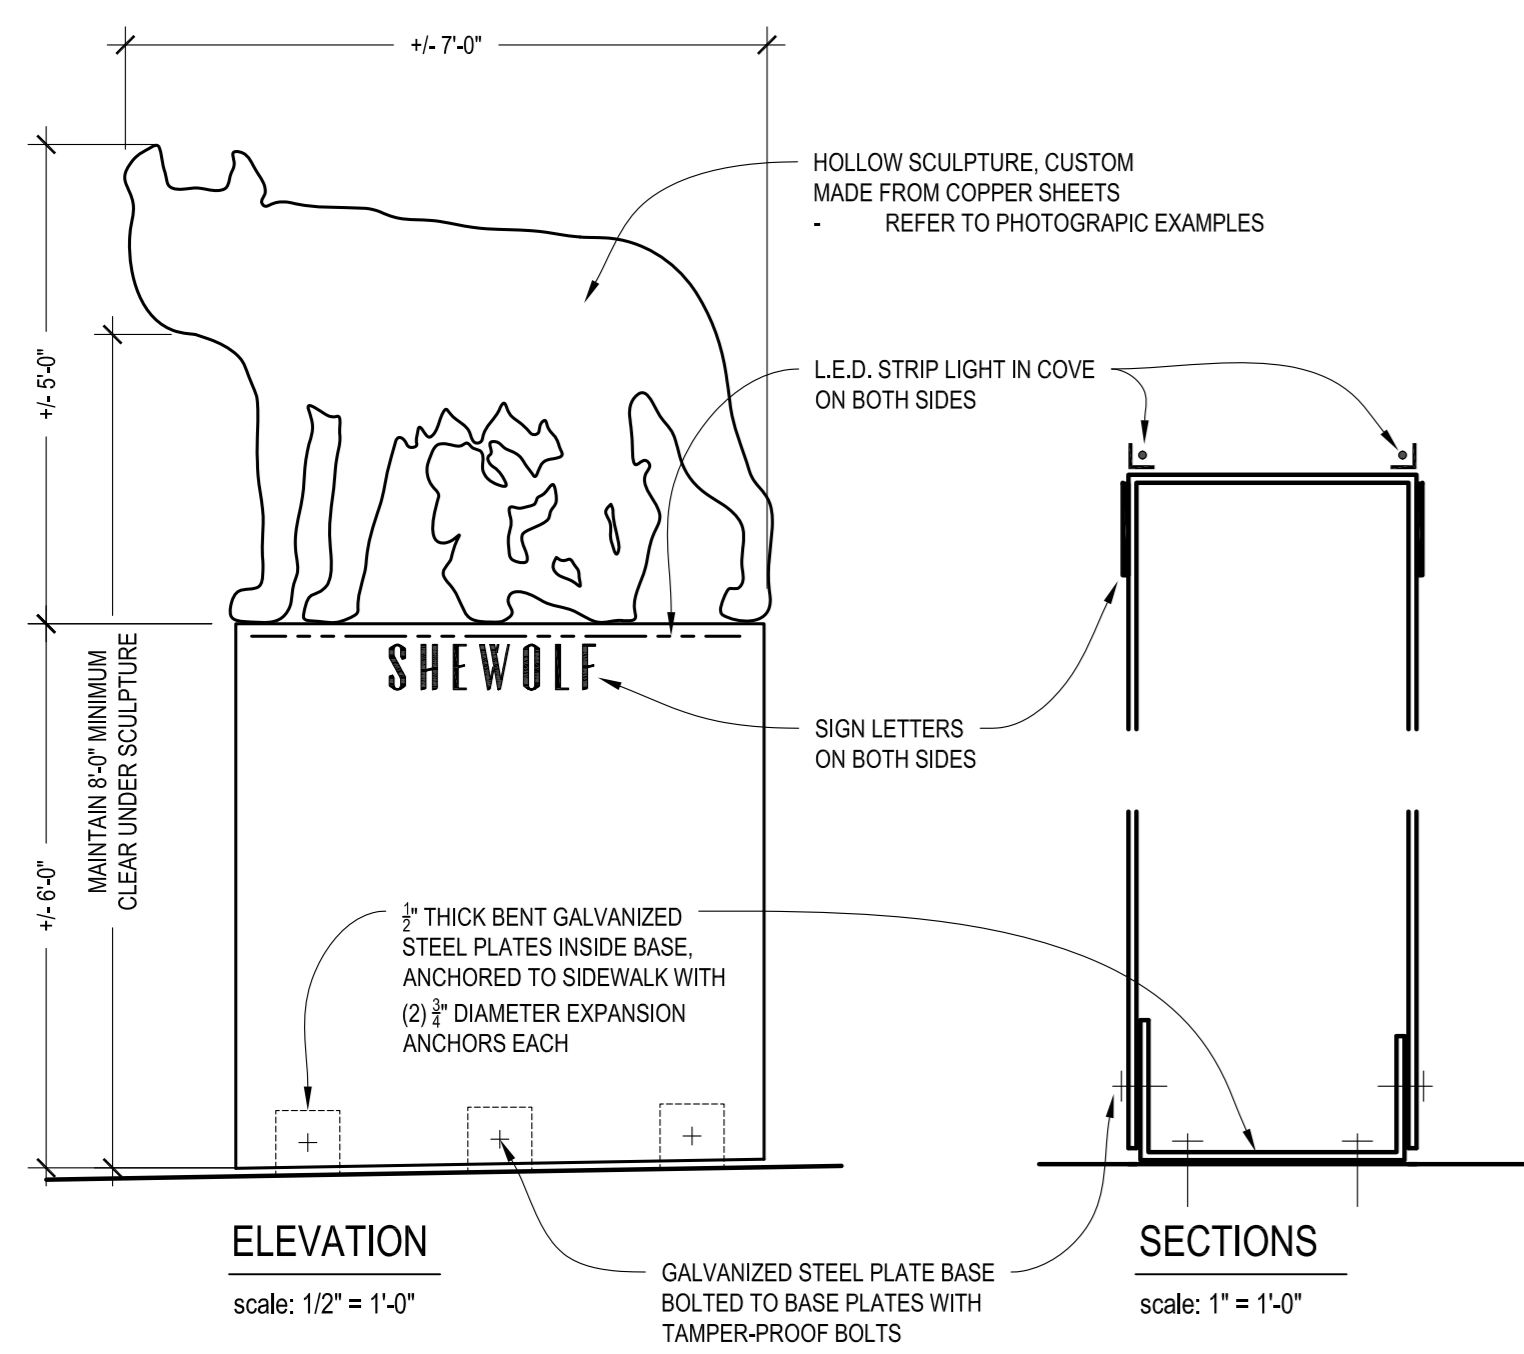 +/- 7'-0"
HOLLOW SCULPTURE, CUSTOM
MADE FROM COPPER SHEETS
- REFER TO PHOTOGRAPIC EXAMPLES
+/- 5'-0"
L.E.D. STRIP LIGHT IN COVE
ON BOTH SIDES
SHEWOLF
MAINTAIN 8'-0" MINIMUM
CLEAR UNDER SCULPTURE
SIGN LETTERS
ON BOTH SIDES
+/- 6'-0"
1/2" THICK BENT GALVANIZED
STEEL PLATES INSIDE BASE,
ANCHORED TO SIDEWALK WITH
(2) 3/4" DIAMETER EXPANSION
ANCHORS EACH
ELEVATION
scale: 1/2" = 1'-0"
GALVANIZED STEEL PLATE BASE
BOLTED TO BASE PLATES WITH
TAMPER-PROOF BOLTS
SECTIONS
scale: 1" = 1'-0"